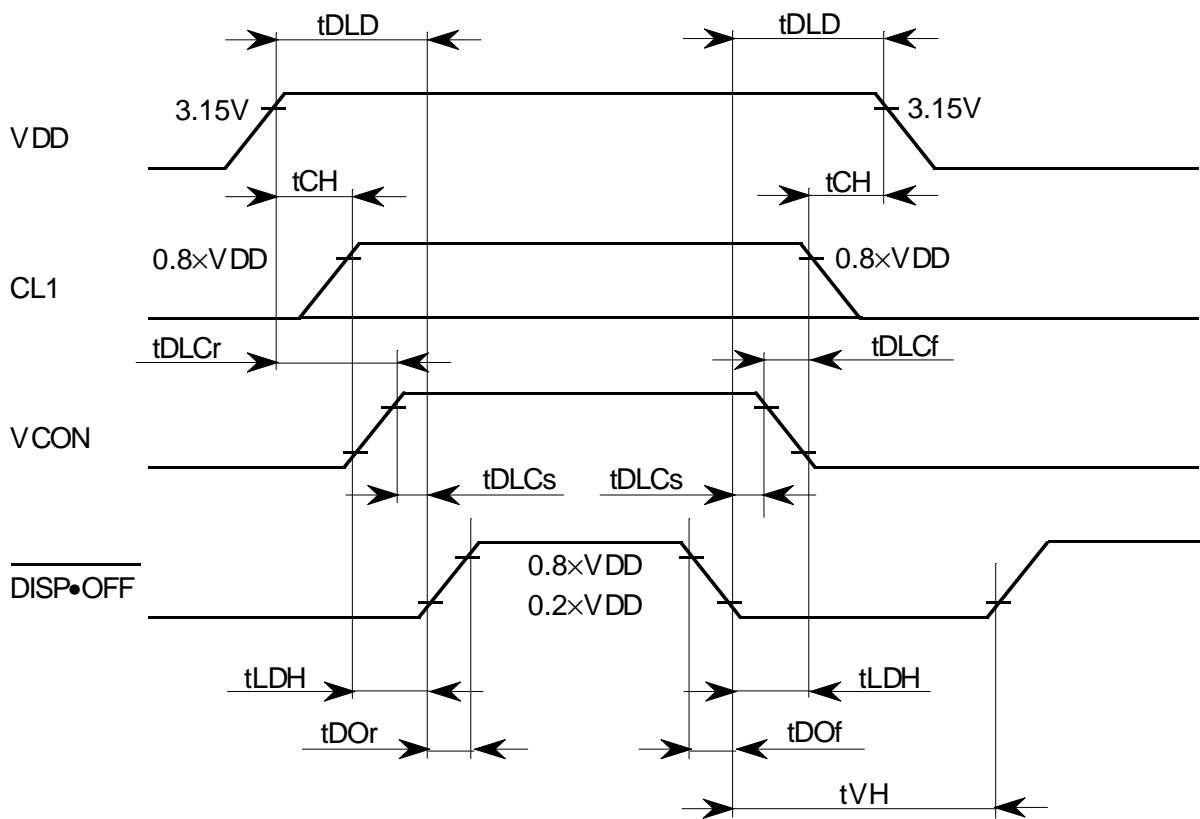 tDLD tDLD
3.15V 3.15V
VDD
tCH tCH
0.8×VDD 0.8×VDD
CL1
tDLCr tDLCf
VCON
tDLCs tDLCs
DISP•OFF
0.8×VDD
0.2×VDD
tLDH tLDH
tDOr tDOf
tVH